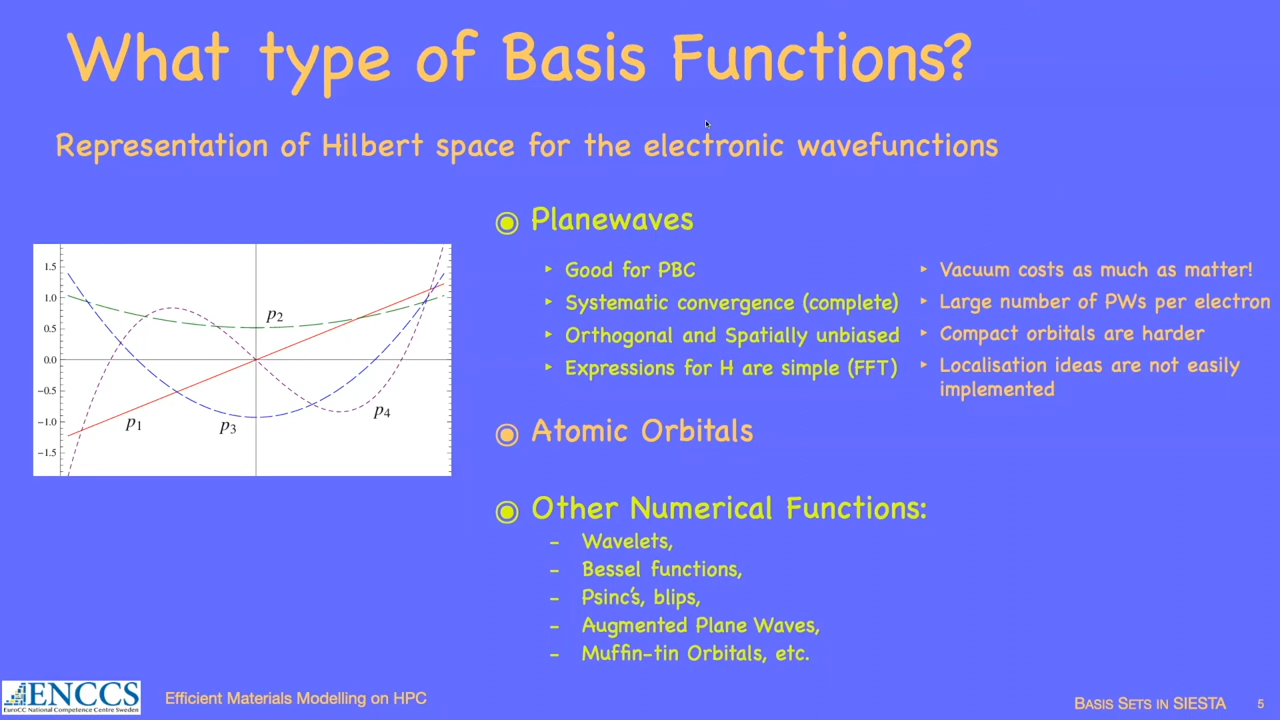 What type of Basis Functions?
Representation of Hilbert space for the electronic wavefunctions
1.5
1.0
0.5
0.0
−0.5
−1.0
−1.5
p2
p1
p3
p4
◉ Planewaves
‣ Good for PBC
‣ Systematic convergence (complete)
‣ Orthogonal and Spatially unbiased
‣ Expressions for H are simple (FFT)
‣ Vacuum costs as much as matter!
‣ Large number of PWs per electron
‣ Compact orbitals are harder
‣ Localisation ideas are not easily
implemented
◉ Atomic Orbitals
◉ Other Numerical Functions:
- Wavelets,
- Bessel functions,
- Psinc's, blips,
- Augmented Plane Waves,
- Muffin-tin Orbitals, etc.
ENCCS
EuroCC National Competence Centre Sweden
Efficient Materials Modelling on HPC
Basis Sets in SIESTA
5